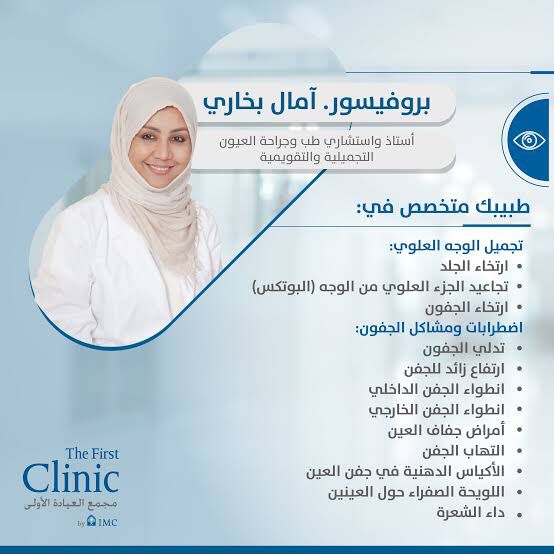 بروفيسور. آمال بخاري
أستاذ واستشاري طب وجراحة العيون
التجميلية والتقويمية
طبيبك متخصص في:
تجميل الوجه العلوي:
• ارتخاء الجلد
• تجاعيد الجزء العلوي من الوجه (البوتكس)
• ارتخاء الجفون
اضطرابات ومشاكل الجفون:
• تدلي الجفون
• ارتفاع زائد للجفن
• انطواء الجفن الداخلي
• انطواء الجفن الخارجي
• أمراض جفاف العين
• التهاب الجفن
• الأكياس الدهنية في جفن العين
• اللويحة الصفراء حول العينين
• داء الشعرة
The First
Clinic
مجمع العيادة الأولى
by IMC